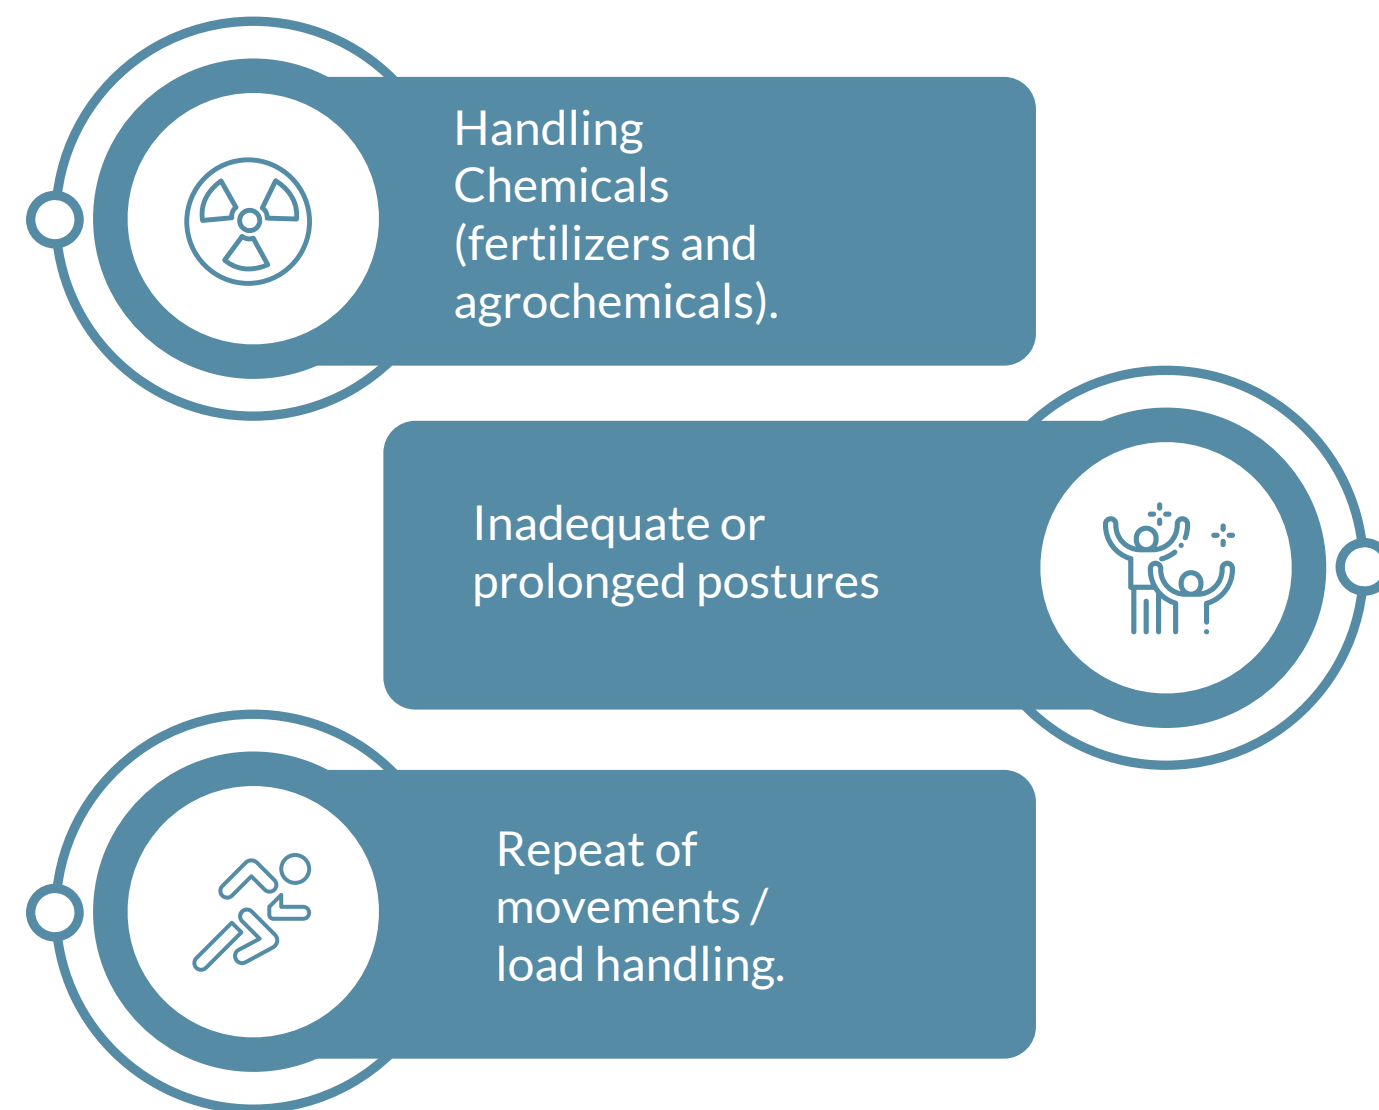 Handling
Chemicals
(fertilizers and
agrochemicals).
Inadequate or
prolonged postures
Repeat of
movements /
load handling.